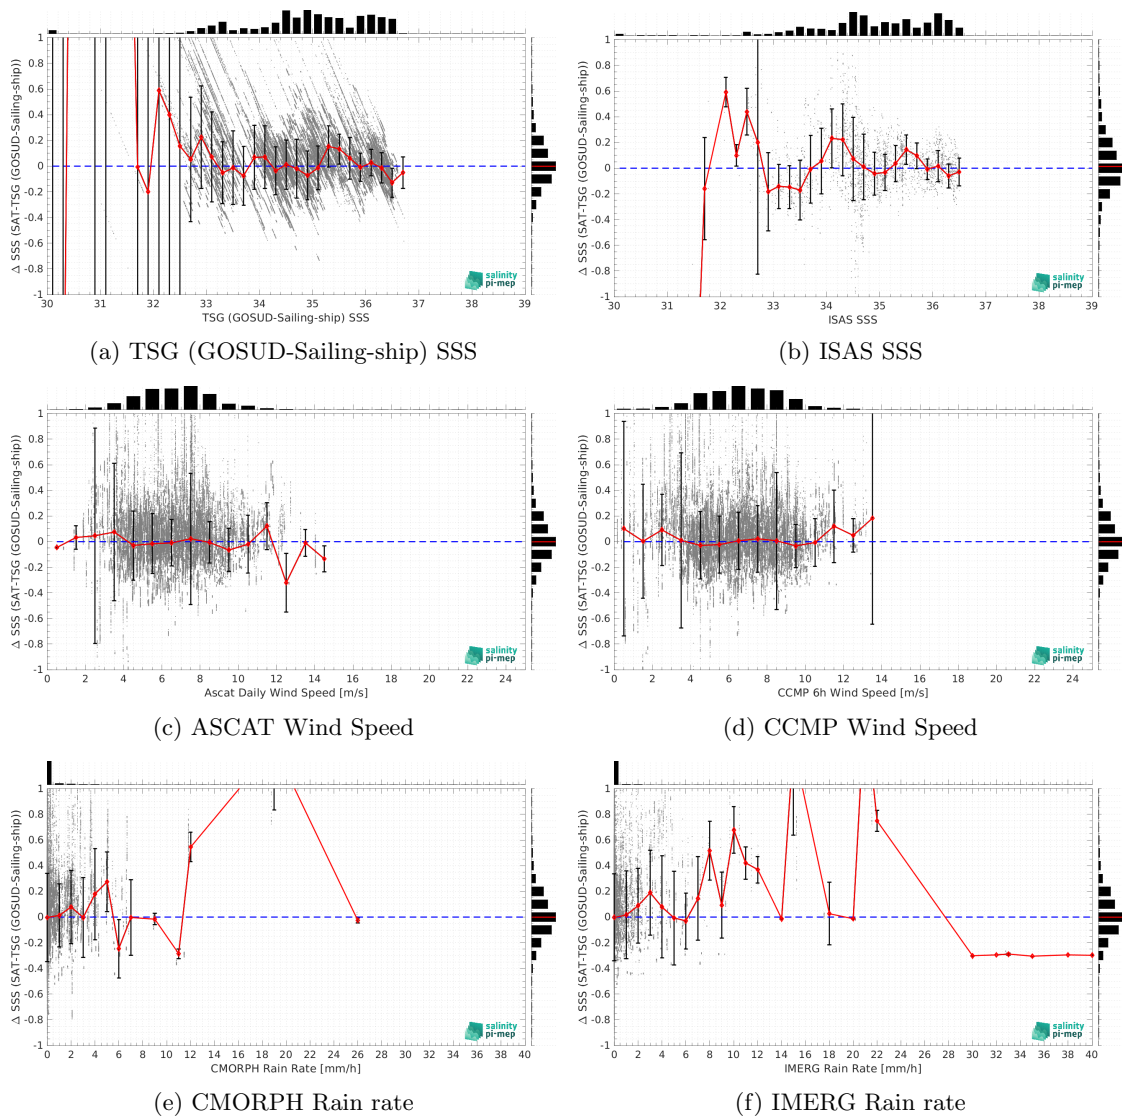 1
0.8
0.6
0.4
0.2
0
-0.2
-0.4
-0.6
-0.8
-1
Δ SSS (SAT-TSG (GOSUD-Sailing-ship))
30 31 32 33 34 35 36 37 38 39
TSG (GOSUD-Sailing-ship) SSS
salinity
pi-mep
(a) TSG (GOSUD-Sailing-ship) SSS
1
0.8
0.6
0.4
0.2
0
-0.2
-0.4
-0.6
-0.8
-1
Δ SSS (SAT-TSG (GOSUD-Sailing-ship))
30 31 32 33 34 35 36 37 38 39
ISAS SSS
salinity
pi-mep
(b) ISAS SSS
1
0.8
0.6
0.4
0.2
0
-0.2
-0.4
-0.6
-0.8
-1
Δ SSS (SAT-TSG (GOSUD-Sailing-ship))
0 2 4 6 8 10 12 14 16 18 20 22 24
Ascat Daily Wind Speed [m/s]
salinity
pi-mep
(c) ASCAT Wind Speed
1
0.8
0.6
0.4
0.2
0
-0.2
-0.4
-0.6
-0.8
-1
Δ SSS (SAT-TSG (GOSUD-Sailing-ship))
0 2 4 6 8 10 12 14 16 18 20 22 24
CCMP 6h Wind Speed [m/s]
salinity
pi-mep
(d) CCMP Wind Speed
1
0.8
0.6
0.4
0.2
0
-0.2
-0.4
-0.6
-0.8
-1
Δ SSS (SAT-TSG (GOSUD-Sailing-ship))
0 2 4 6 8 10 12 14 16 18 20 22 24 26 28 30 32 34 36 38 40
CMORPH Rain Rate [mm/h]
salinity
pi-mep
(e) CMORPH Rain rate
1
0.8
0.6
0.4
0.2
0
-0.2
-0.4
-0.6
-0.8
-1
Δ SSS (SAT-TSG (GOSUD-Sailing-ship))
0 2 4 6 8 10 12 14 16 18 20 22 24 26 28 30 32 34 36 38 40
IMERG Rain Rate [mm/h]
salinity
pi-mep
(f) IMERG Rain rate